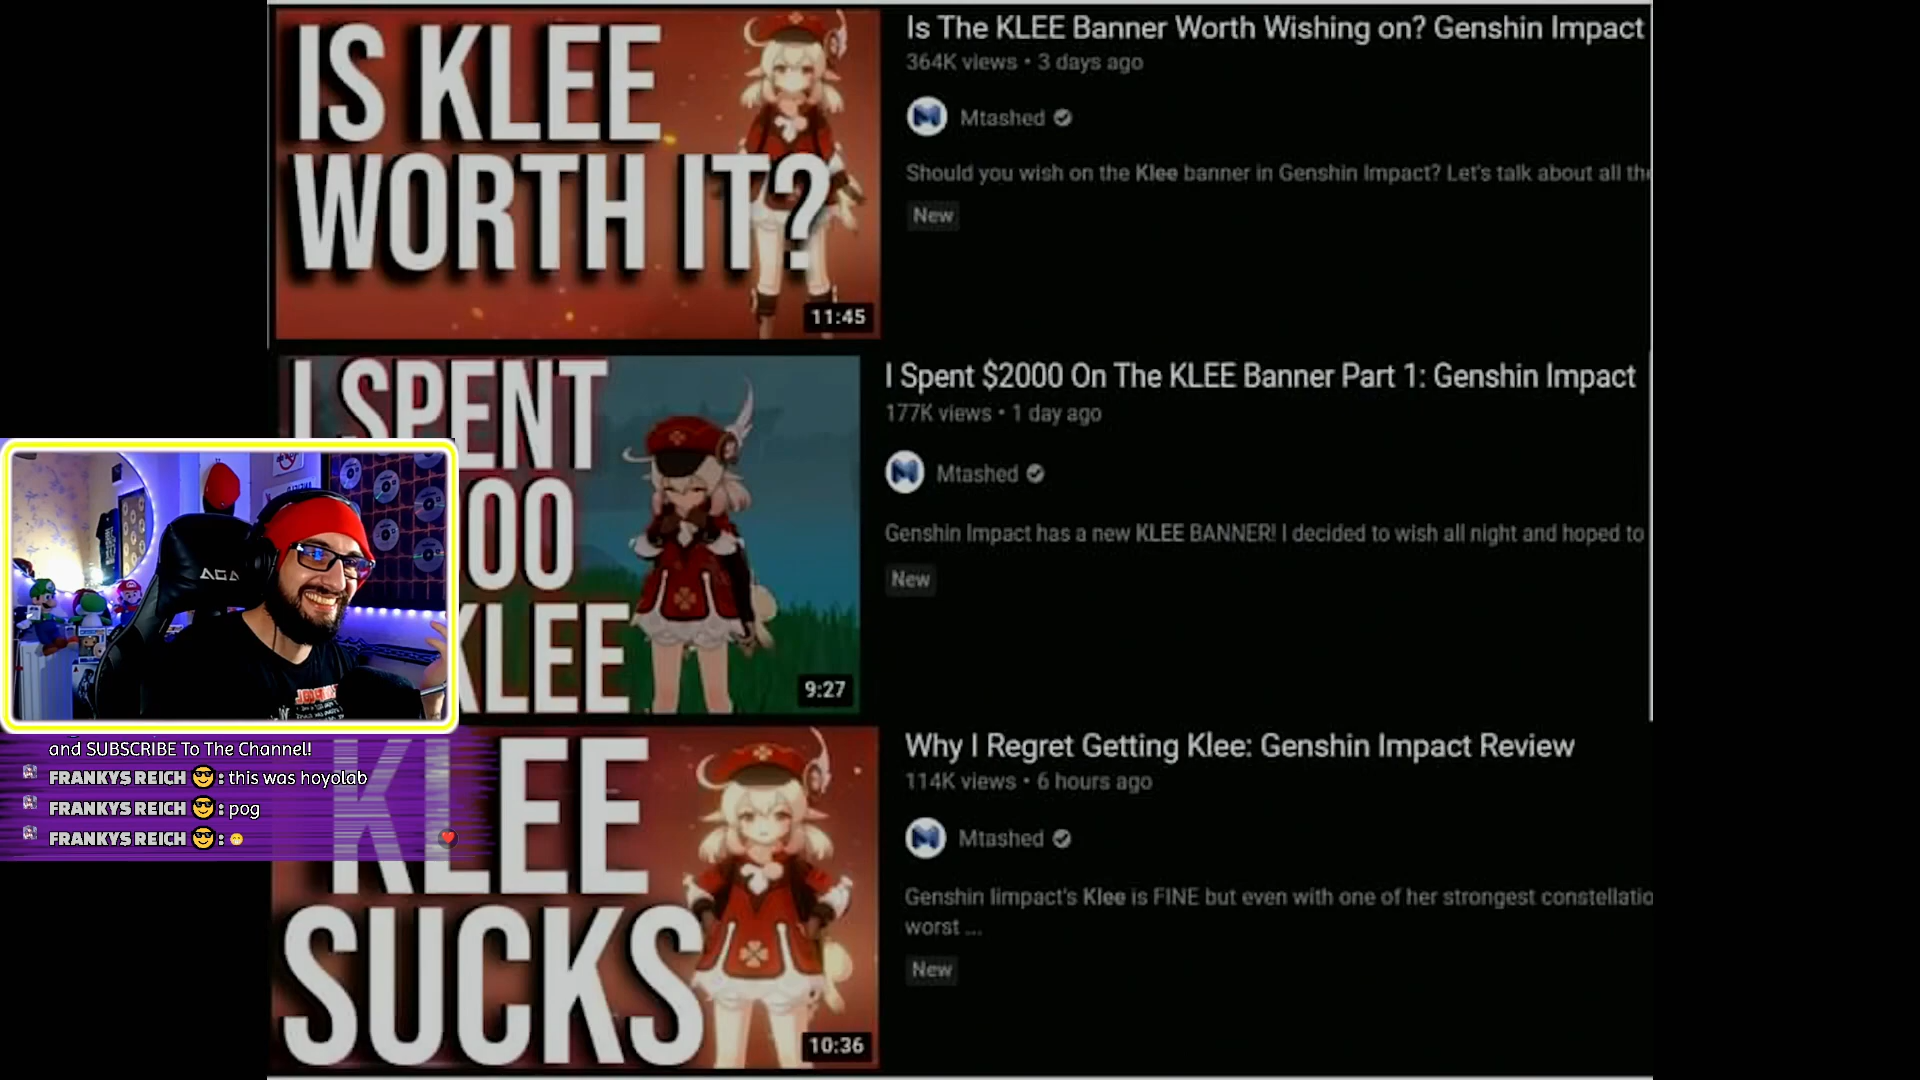 IS KLEE
WORTH IT?
11:45
Is The KLEE Banner Worth Wishing on? Genshin Impact
364K views • 3 days ago
Mtashed
Should you wish on the Klee banner in Genshin Impact? Let's talk about all the
New
I SPENT
00
KLEE
9:27
I Spent $2000 On The KLEE Banner Part 1: Genshin Impact
177K views • 1 day ago
Mtashed
Genshin Impact has a new KLEE BANNER! I decided to wish all night and hoped to
New
AGA
and SUBSCRIBE To The Channel!
FRANKYS REICH 😎: this was hoyolab
FRANKYS REICH 😎: pog
FRANKYS REICH 😎:
KLEE
SUCKS
10:36
Why I Regret Getting Klee: Genshin Impact Review
114K views • 6 hours ago
Mtashed
Genshin Iimpact's Klee is FINE but even with one of her strongest constellatio
worst ...
New